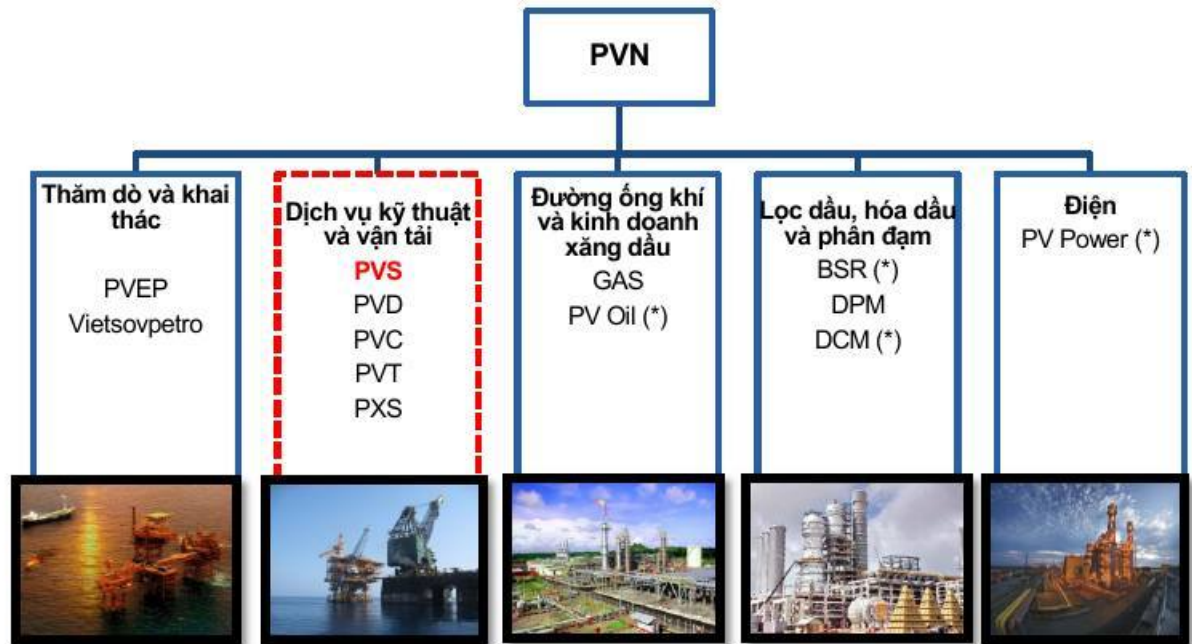 PVN
Thăm dò và khai
thác
PVEP
Vietsovpetro
Dịch vụ kỹ thuật
và vận tải
PVS
PVD
PVC
PVT
PXS
Đường ống khí
và kinh doanh
xăng dầu
GAS
PV Oil (*)
Lọc dầu, hóa dầu
và phân đạm
BSR (*)
DPM
DCM (*)
Điện
PV Power (*)